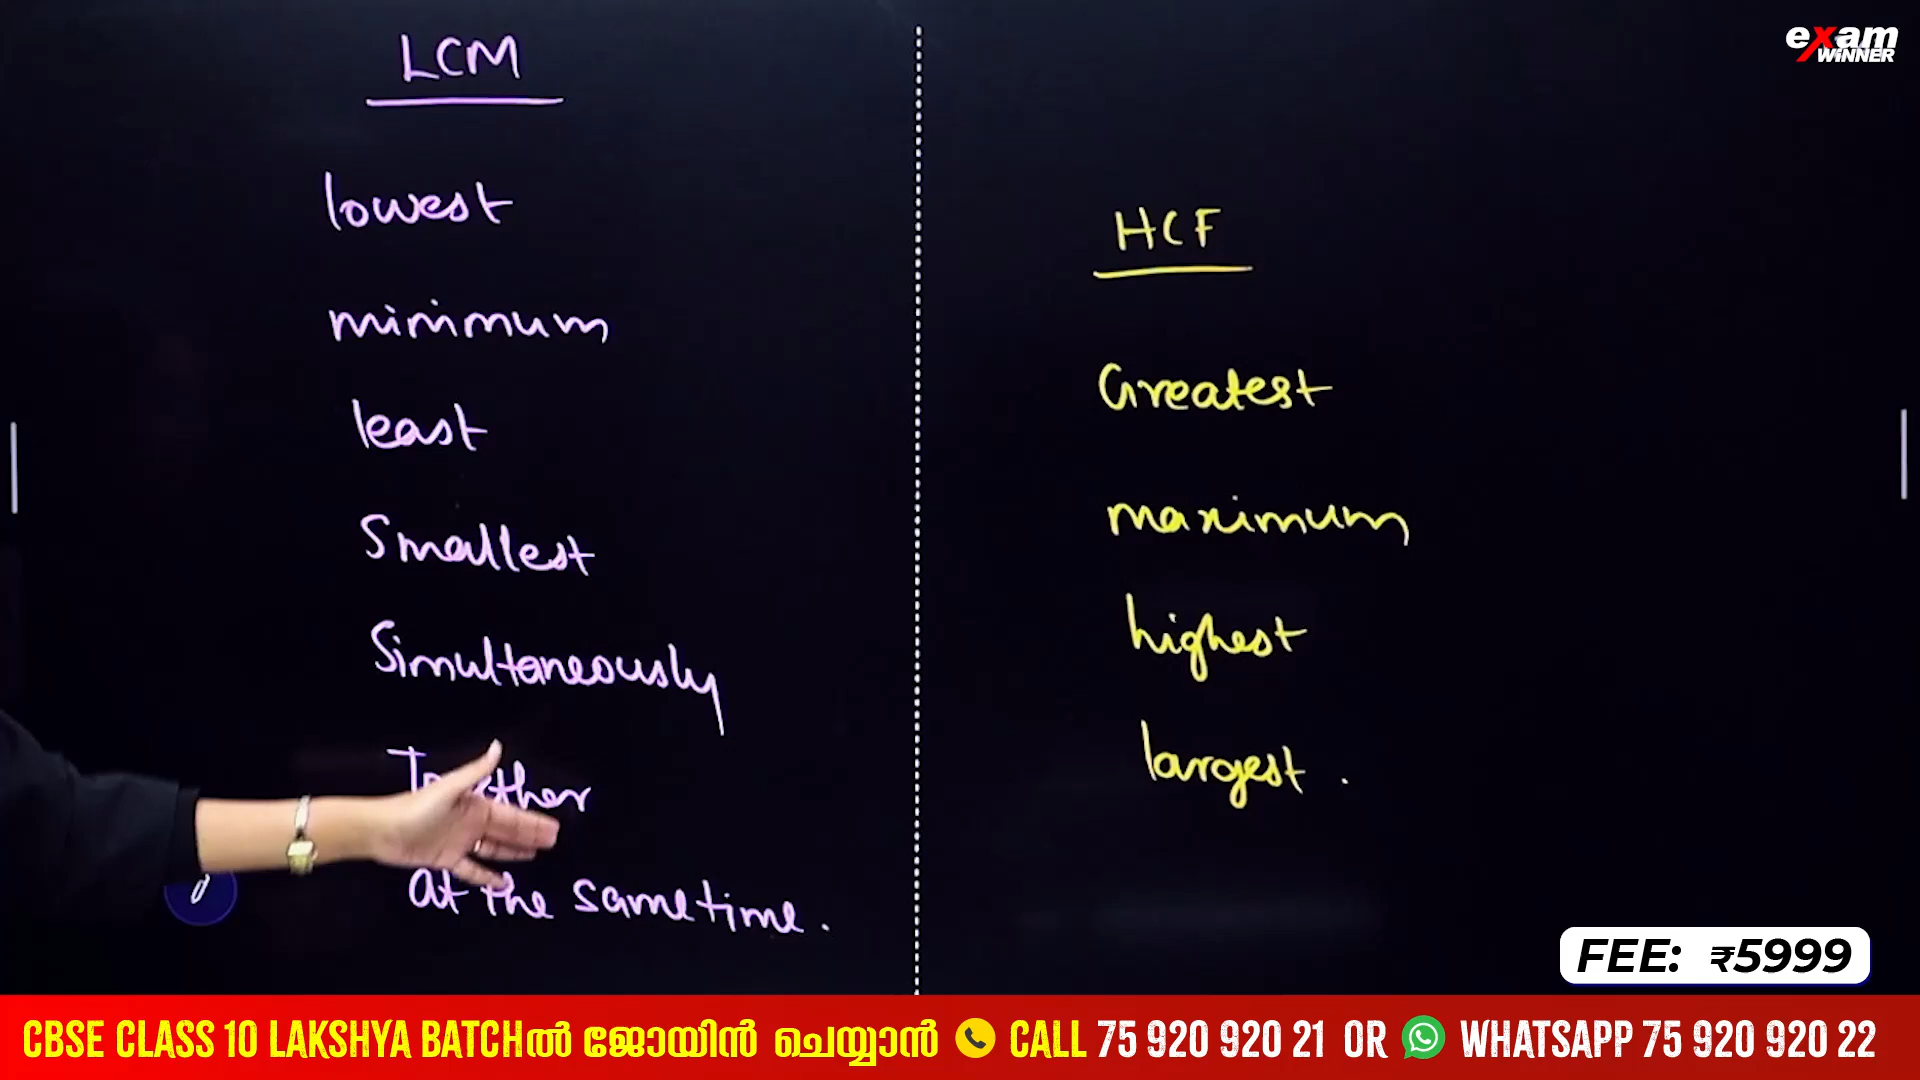 LCM
lowest
minimum
least
Smallest
Simultaneously
Together
at the same time.
HCF
Greatest
maximum
highest
largest.
exam
WINNER
FEE: ₹5999
CBSE CLASS 10 LAKSHYA BATCHൽ ജോയിൻ ചെയ്യാൻ CALL 75 920 920 21 OR WHATSAPP 75 920 920 22